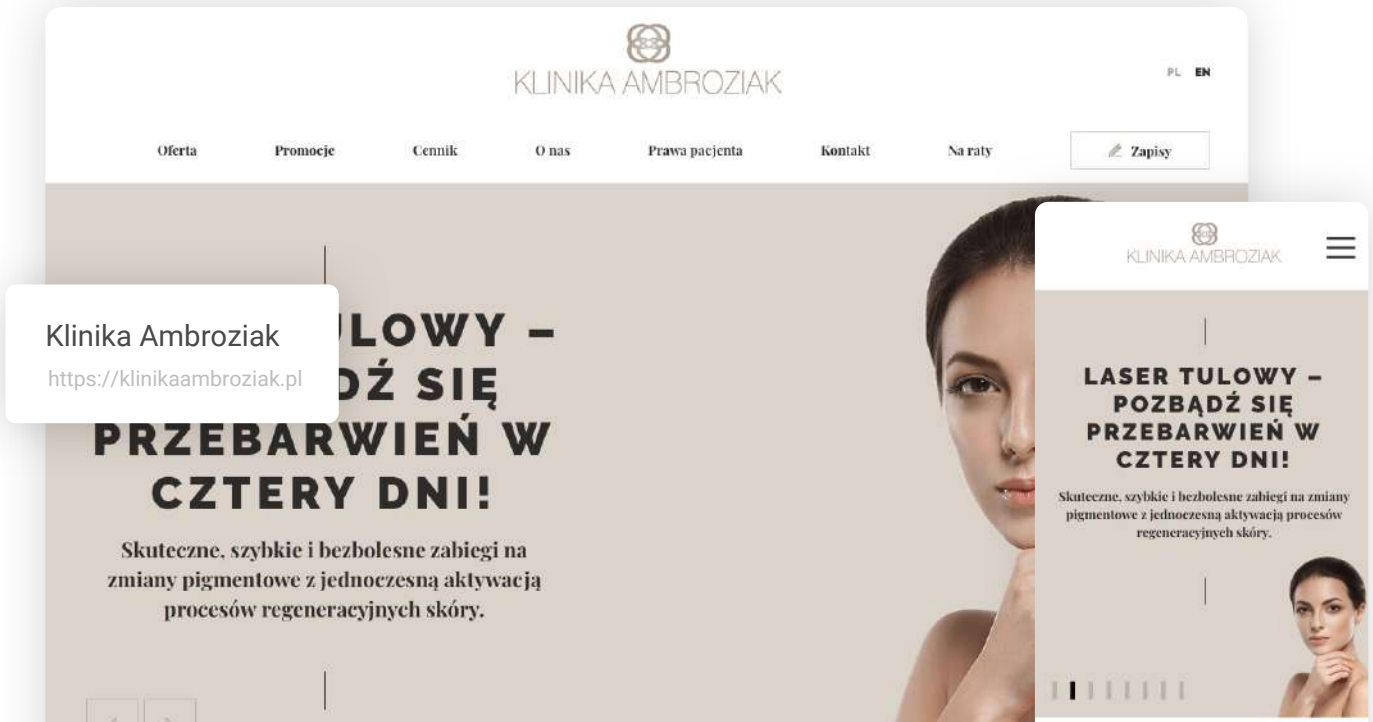 KLINIKA AMBROZIAK
PL EN
Oferta Promocje Cennik O nas Prawa pacjenta Kontakt Na raty Zapisy
Klinika Ambroziak
https://klinikaambroziak.pl
LOWY –
DŹ SIĘ
PRZEBARWIEŃ W
CZTERY DNI!
Skuteczne, szybkie i bezbolesne zabiegi na
zmiany pigmentowe z jednoczesną aktywacją
procesów regeneracyjnych skóry.
KLINIKA AMBROZIAK
LASER TULOWY –
POZBĄDŹ SIĘ
PRZEBARWIEŃ W
CZTERY DNI!
Skuteczne, szybkie i bezbolesne zabiegi na zmiany
pigmentowe z jednoczesną aktywacją procesów
regeneracyjnych skóry.